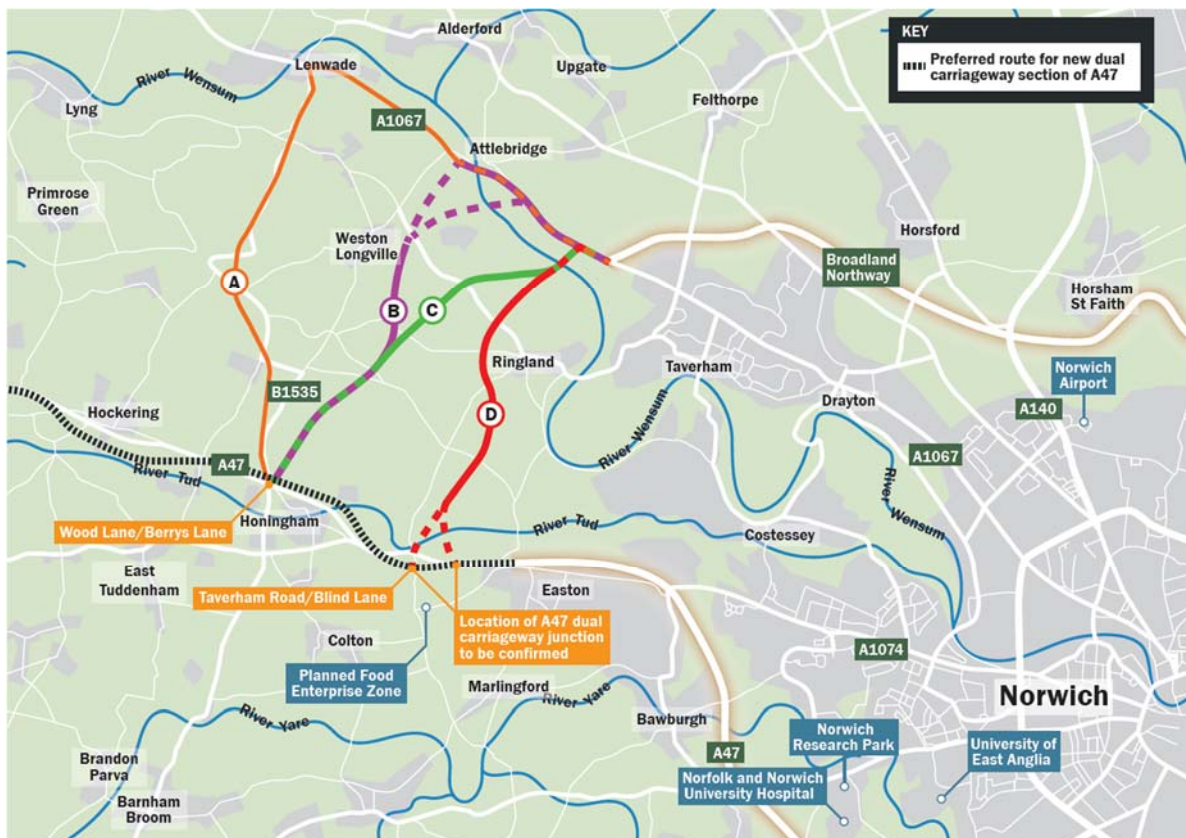 KEY
Preferred route for new dual
carriageway section of A47
Alderford
Upgate
Lenwade
River Wensum
Lyng
Felthorpe
A1067
Attlebridge
Primrose
Green
Weston
Longville
Horsford
Broadland
Northway
Horsham
St Faith
A
B
C
Ringland
Taverham
Norwich
Airport
B1535
Hockering
D
Drayton
A140
River Wensum
A1067
A47
River Tud
River
Wensum
Wood Lane/Berrys Lane
Honingham
River Tud
Costessey
East
Tuddenham
Taverham Road/Blind Lane
Easton
Location of A47 dual
carriageway junction
to be confirmed
Colton
A1074
Planned Food
Enterprise Zone
Marlingford
River Yare
Norwich
Bawburgh
River Yare
Norwich
Research Park
University of
East Anglia
A47
Brandon
Parva
Norfolk and Norwich
University Hospital
Barnham
Broom